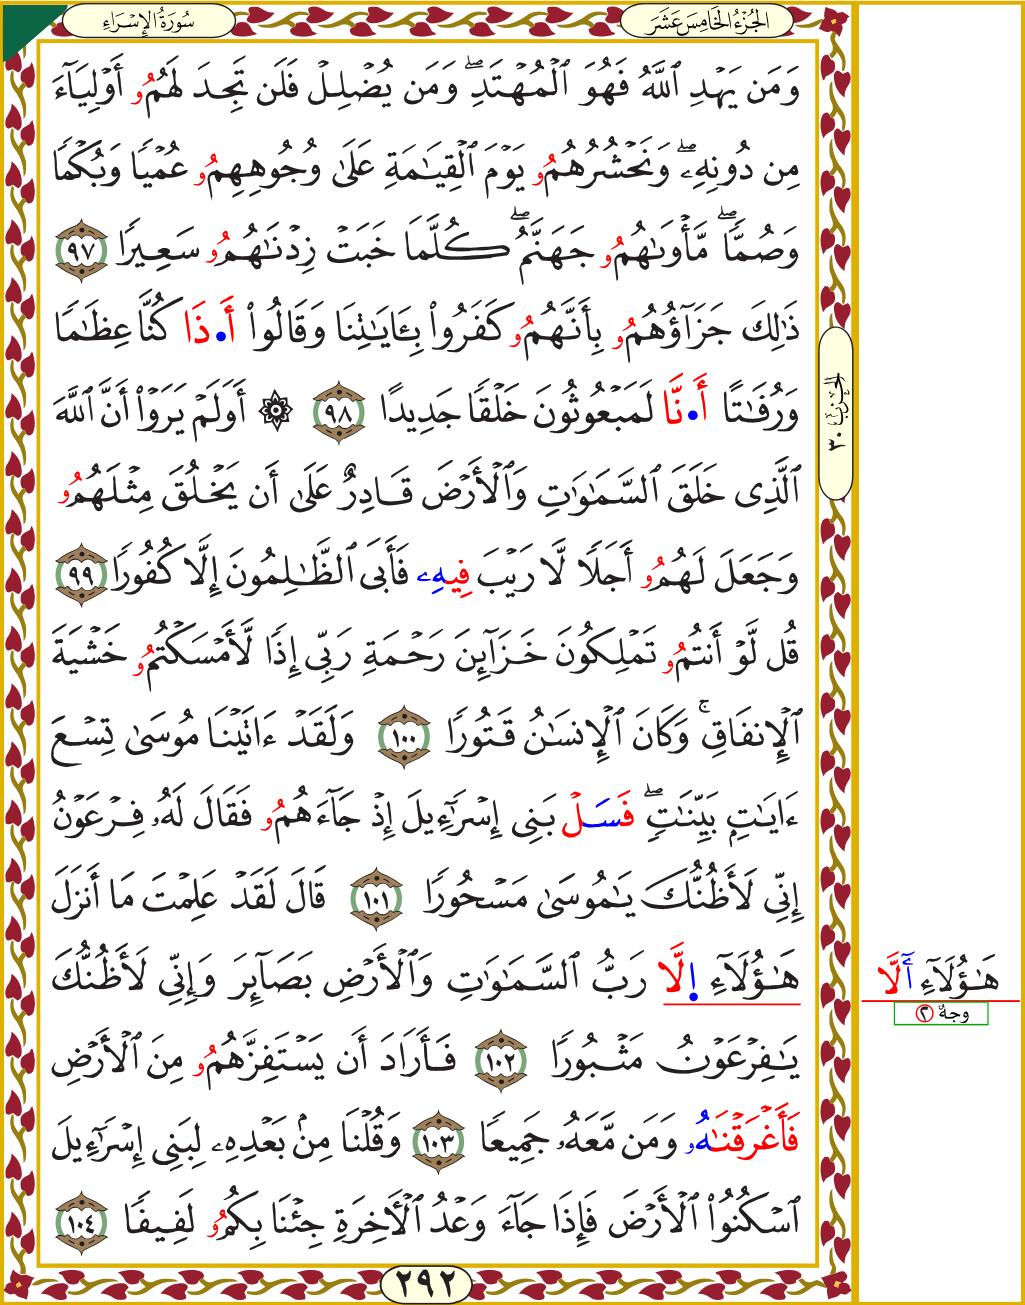 الجُزْءُ الْخَامِسَ عَشَرَ
سُورَةُ الإِسْرَاءِ
وَمَن يَهْدِ ٱللَّهُ فَهُوَ ٱلْمُهْتَدِۖ وَمَن يُضْلِلْ فَلَن تَجِدَ لَهُمُۥ أَوْلِيَآءَ
مِن دُونِهِۦۖ وَنَحْشُرُهُمُۥ يَوْمَ ٱلْقِيَٰمَةِ عَلَىٰ وُجُوهِهِمُۥ عُمْيًا وَبُكْمًا
وَصُمًّاۖ مَّأْوَىٰهُمُۥ جَهَنَّمُۖ كُلَّمَا خَبَتْ زِدْنَٰهُمُۥ سَعِيرًا ٩٧
ذَٰلِكَ جَزَآؤُهُمُۥ بِأَنَّهُمُۥ كَفَرُوا۟ بِـَٔايَٰتِنَا وَقَالُوا۟ أَ•ذَا كُنَّا عِظَٰمًا
وَرُفَٰتًا أَ•نَّا لَمَبْعُوثُونَ خَلْقًا جَدِيدًا ٩٨ ۞ أَوَلَمْ يَرَوْا۟ أَنَّ ٱللَّهَ
ٱلَّذِى خَلَقَ ٱلسَّمَٰوَٰتِ وَٱلْأَرْضَ قَادِرٌ عَلَىٰ أَن يَخْلُقَ مِثْلَهُمُۥ
وَجَعَلَ لَهُمُۥ أَجَلًا لَّا رَيْبَ فِيهِۦ فَأَبَى ٱلظَّٰلِمُونَ إِلَّا كُفُورًا ٩٩
قُل لَّوْ أَنتُمُۥ تَمْلِكُونَ خَزَآئِنَ رَحْمَةِ رَبِّى إِذًا لَّأَمْسَكْتُمُۥ خَشْيَةَ
ٱلْإِنفَاقِۚ وَكَانَ ٱلْإِنسَٰنُ قَتُورًا ١٠٠ وَلَقَدْ ءَاتَيْنَا مُوسَىٰ تِسْعَ
ءَايَٰتٍۭ بَيِّنَٰتٍۖ فَسَلْ بَنِى إِسْرَٰٓءِيلَ إِذْ جَآءَهُمُۥ فَقَالَ لَهُۥ فِرْعَوْنُ
إِنِّى لَأَظُنُّكَ يَٰمُوسَىٰ مَسْحُورًا ١٠١ قَالَ لَقَدْ عَلِمْتَ مَا أَنزَلَ
هَٰٓؤُلَآءِ اِ•لَّا رَبُّ ٱلسَّمَٰوَٰتِ وَٱلْأَرْضِ بَصَآئِرَ وَإِنِّى لَأَظُنُّكَ
يَٰفِرْعَوْنُ مَثْبُورًا ١٠٢ فَأَرَادَ أَن يَسْتَفِزَّهُمُۥ مِنَ ٱلْأَرْضِ
فَأَغْرَقْنَٰهُۥ وَمَن مَّعَهُۥ جَمِيعًا ١٠٣ وَقُلْنَا مِنۢ بَعْدِهِۦ لِبَنِى إِسْرَٰٓءِيلَ
ٱسْكُنُوا۟ ٱلْأَرْضَ فَإِذَا جَآءَ وَعْدُ ٱلْأَخِرَةِ جِئْنَا بِكُمُۥ لَفِيفًا ١٠٤
٢٩٢
الحِزْبُ ٣٠
هَٰٓؤُلَآءِ أَٓلَّا
وجهٌ ٢